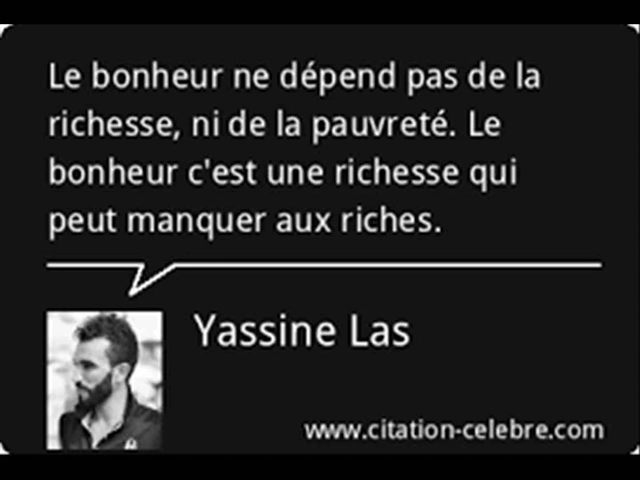 Le bonheur ne dépend pas de la
richesse, ni de la pauvreté. Le
bonheur c'est une richesse qui
peut manquer aux riches.
Yassine Las
www.citation-celebre.com